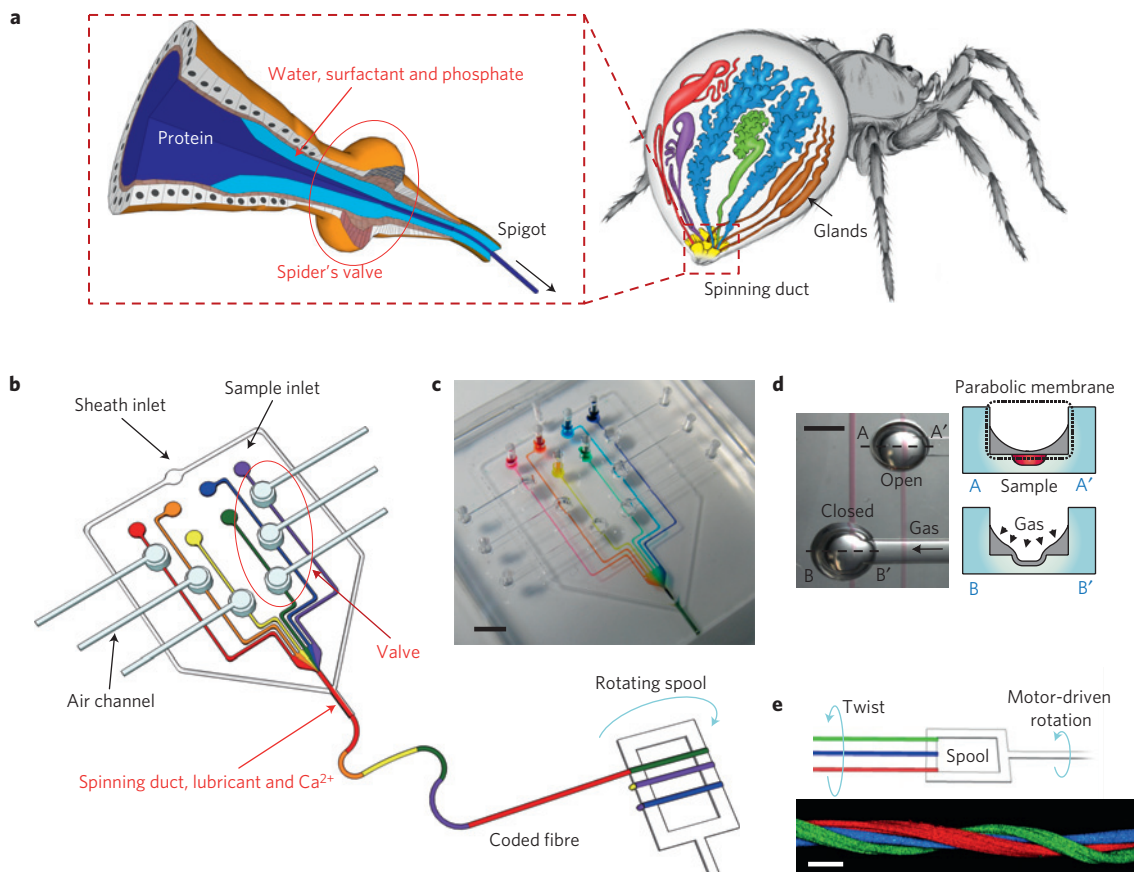 a
Water, surfactant and phosphate
Protein
Spigot
Spider's valve
Glands
Spinning duct
b
Sheath inlet
Sample inlet
Valve
Air channel
Spinning duct, lubricant and Ca²⁺
Coded fibre
Rotating spool
c
d
Parabolic membrane
A A′
Open
Closed
Gas
B B′
A Sample A′
Gas
B B′
e
Twist
Motor-driven
rotation
Spool